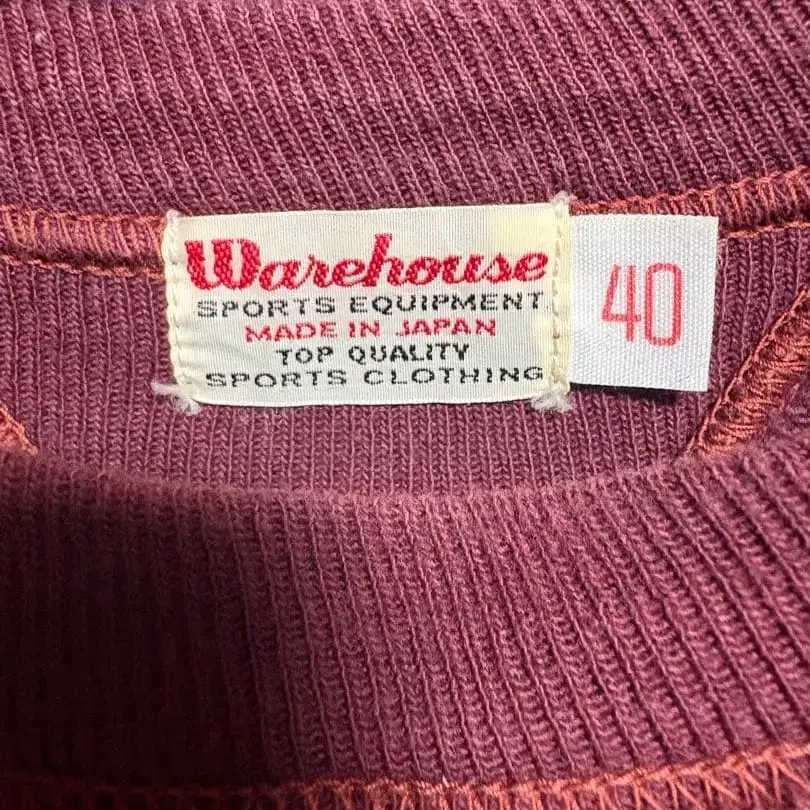 Warehouse
SPORTS EQUIPMENT
MADE IN JAPAN
TOP QUALITY
SPORTS CLOTHING
40